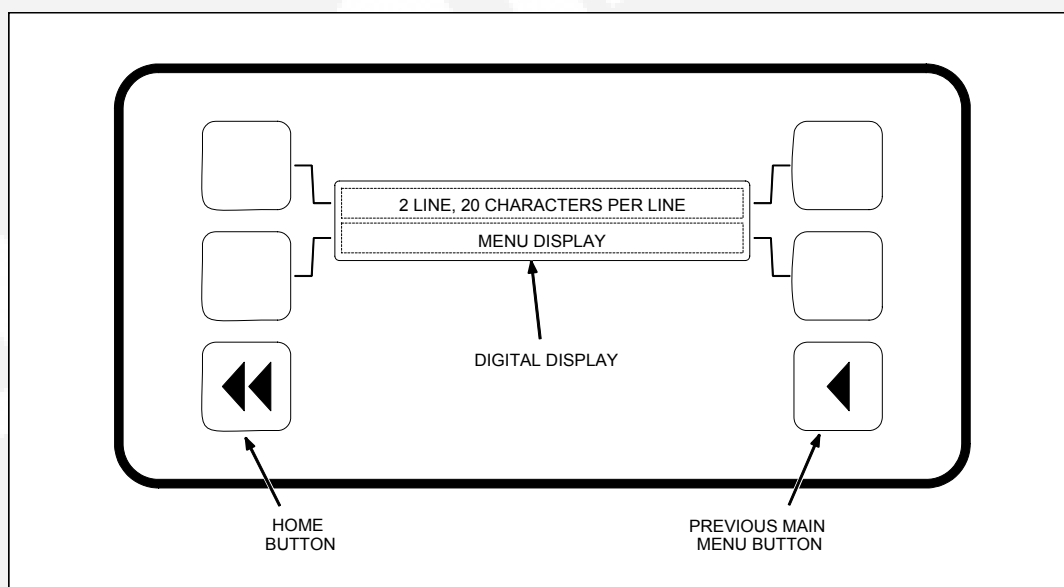 2 LINE, 20 CHARACTERS PER LINE
MENU DISPLAY
DIGITAL DISPLAY
HOME
BUTTON
PREVIOUS MAIN
MENU BUTTON